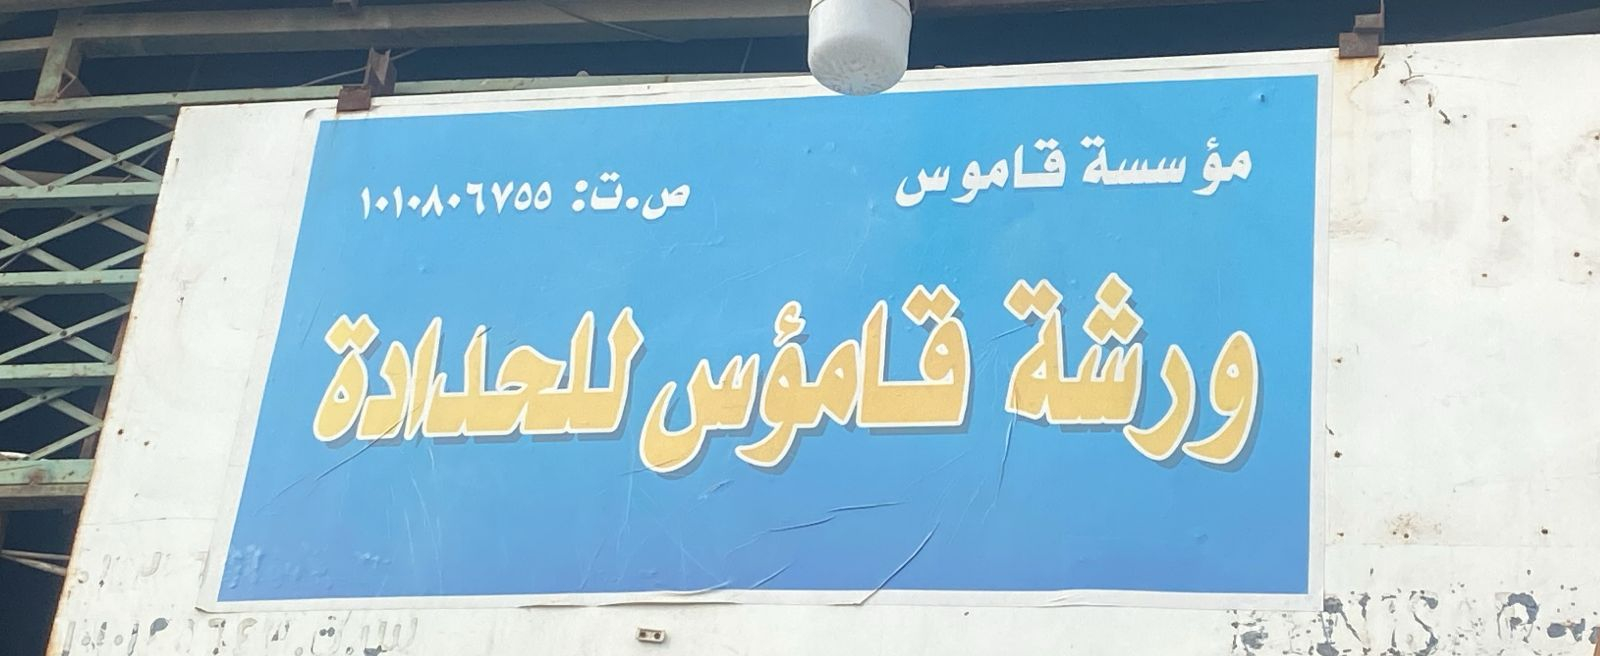 مؤسسة قاموس
ص.ت: ١٠١٠٨٠٦٧٥٥
ورشة قامؤس للحدادة